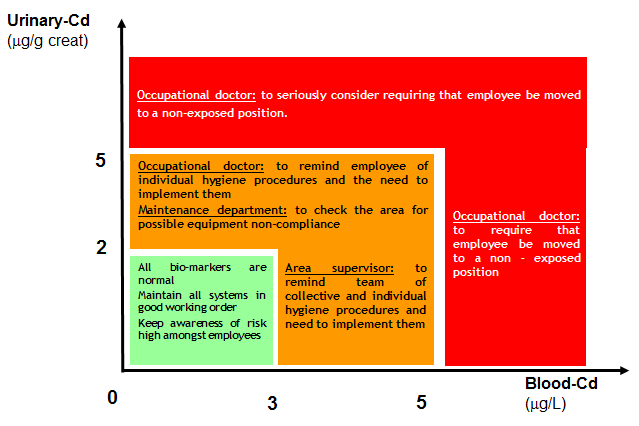 Urinary-Cd
(µg/g creat)
Occupational doctor: to seriously consider requiring that employee be moved
to a non-exposed position.
5
Occupational doctor: to remind employee of
individual hygiene procedures and the need to
implement them
Maintenance department: to check the area for
possible equipment non-compliance
Occupational doctor:
to require that
employee be moved
to a non - exposed
position
2
All bio-markers are
normal
Maintain all systems in
good working order
Keep awareness of risk
high amongst employees
Area supervisor: to
remind team of
collective and individual
hygiene procedures and
need to implement them
0
3
5
Blood-Cd
(µg/L)